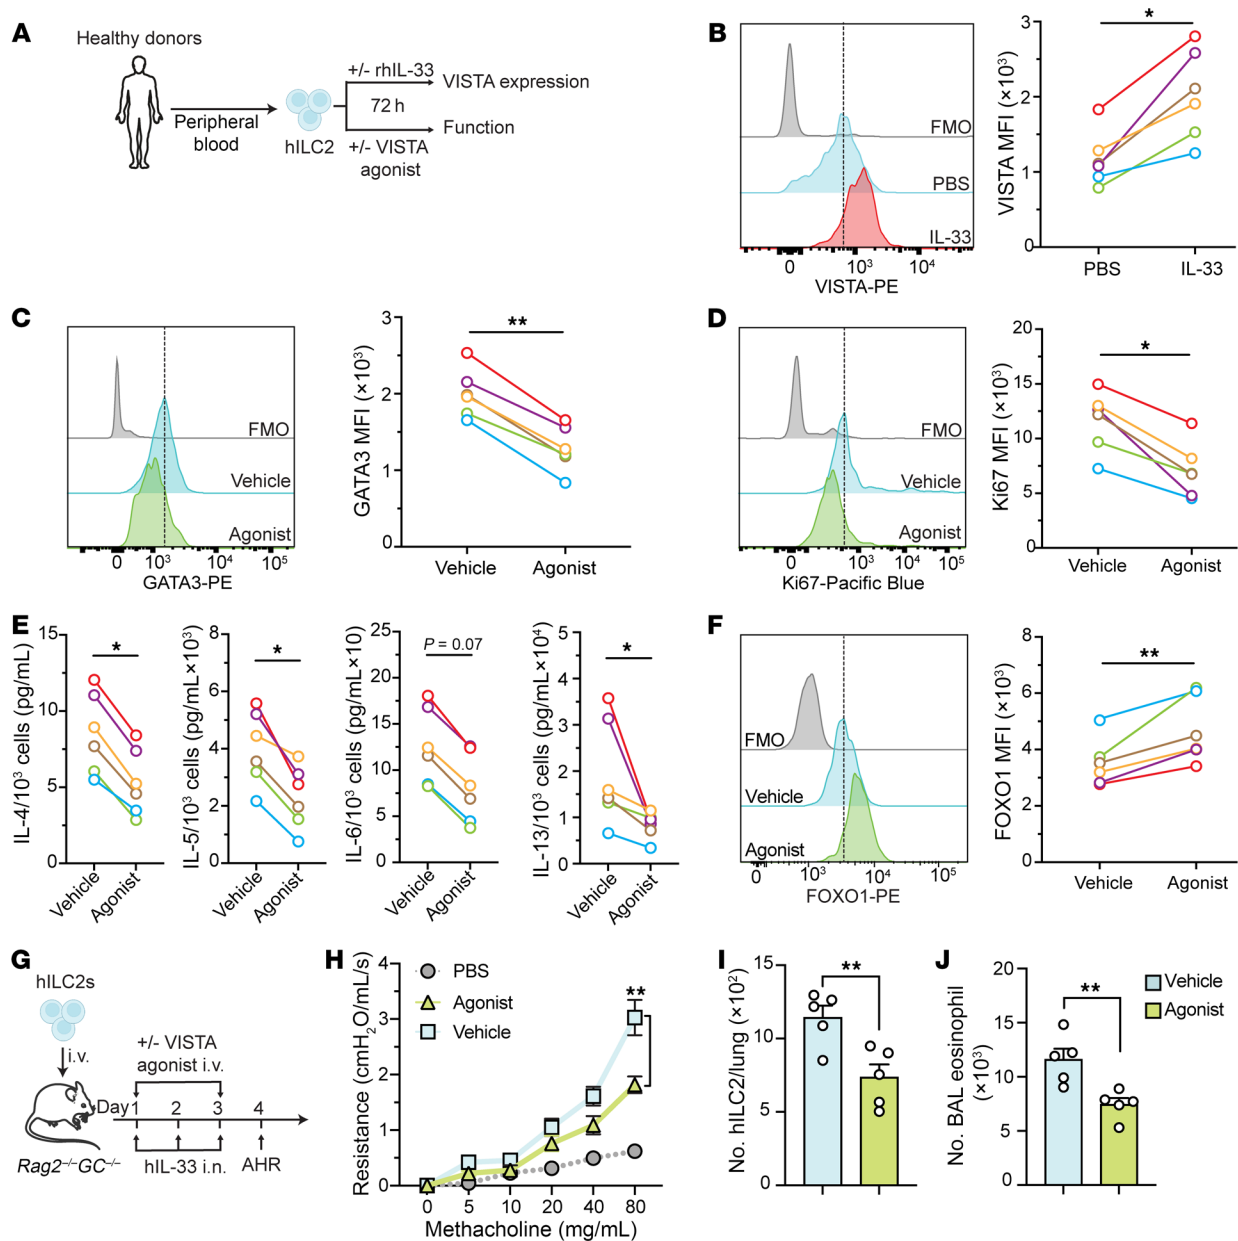 A
Healthy donors
Peripheral
blood
hILC2
+/- rhIL-33
72 h
+/- VISTA
agonist
VISTA expression
Function
B
FMO
PBS
IL-33
0 10³ 10⁴
VISTA-PE
VISTA MFI (×10³)
3
2
1
0
*
PBS IL-33
C
FMO
Vehicle
Agonist
0 10³ 10⁴ 10⁵
GATA3-PE
GATA3 MFI (×10³)
3
2
1
0
**
Vehicle Agonist
D
FMO
Vehicle
Agonist
0 10³ 10⁴ 10⁵
Ki67-Pacific Blue
Ki67 MFI (×10³)
20
15
10
5
0
*
Vehicle Agonist
E
IL-4/10³ cells (pg/mL)
15
10
5
0
*
Vehicle Agonist
IL-5/10³ cells (pg/mL×10³)
8
6
4
2
0
*
Vehicle Agonist
IL-6/10³ cells (pg/mL×10)
25
20
15
10
5
0
P = 0.07
Vehicle Agonist
IL-13/10³ cells (pg/mL×10⁴)
5
4
3
2
1
0
*
Vehicle Agonist
F
FMO
Vehicle
Agonist
0 10³ 10⁴ 10⁵
FOXO1-PE
FOXO1 MFI (×10³)
8
6
4
2
0
**
Vehicle Agonist
G
hILC2s
i.v.
+/- VISTA
agonist i.v.
Day 1 2 3 4
Rag2⁻/⁻GC⁻/⁻
hIL-33 i.n. AHR
H
Resistance (cmH₂O/mL/s)
4
3
2
1
0
PBS
Agonist
Vehicle
**
0 5 10 20 40 80
Methacholine (mg/mL)
I
No. hILC2/lung (×10²)
15
10
5
0
**
J
No. BAL eosinophil
(×10³)
20
15
10
5
0
**
Vehicle
Agonist